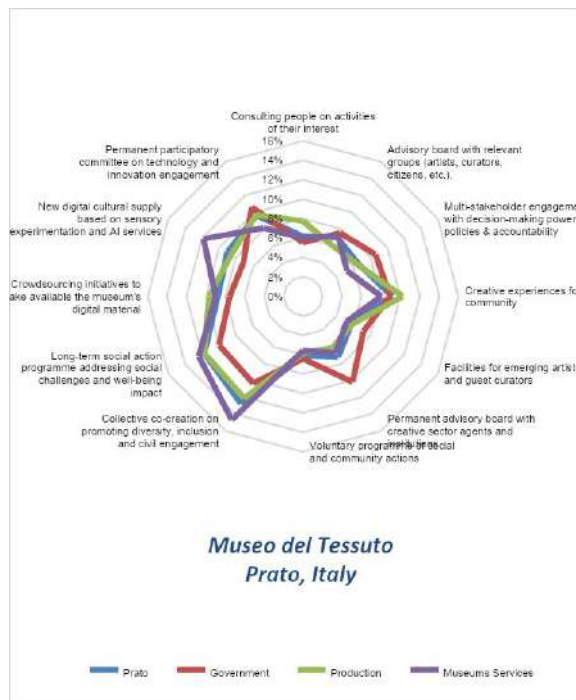 Consulting people on activities
of their interest
16%
14%
12%
10%
8%
6%
4%
2%
0%
Advisory board with relevant
groups (artists, curators,
citizens, etc.).
Multi-stakeholder engagemen
with decision-making power
policies & accountability
Creative experiences fo
community
Facilities for emerging artist
and guest curators
Permanent advisory board with
creative sector agents and
institutions
Voluntary programme of social
and community actions
Collective co-creation on
promoting diversity, inclusion
and civil engagement
Long-term social action
programme addressing social
challenges and well-being
impact
Crowdsourcing initiatives to
ake available the museum's
digital material
New digital cultural supply
based on sensory
experimentation and AI services
Permanent participatory
committee on technology and
innovation engagement
Museo del Tessuto
Prato, Italy
Prato
Government
Production
Museums Services